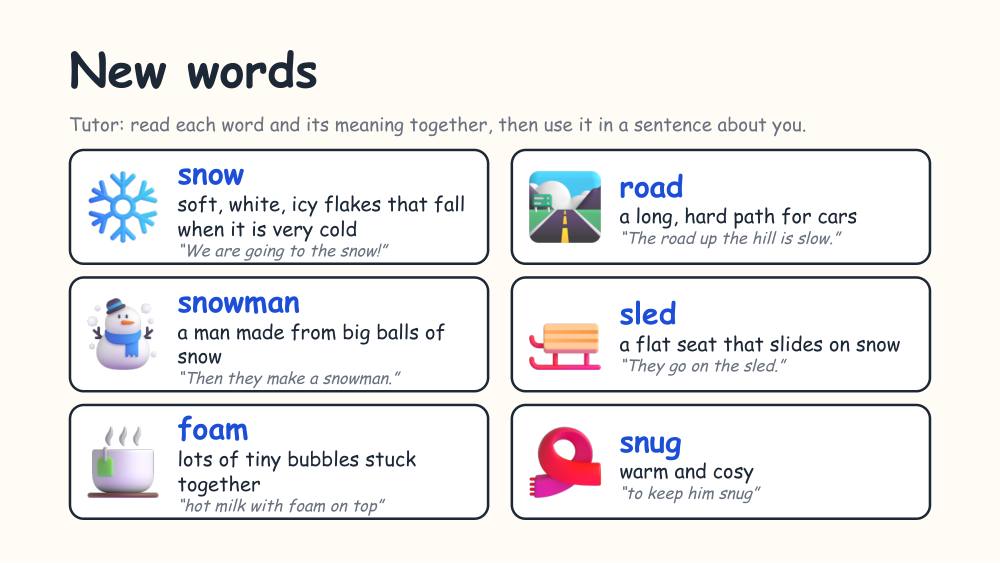 New words
Tutor: read each word and its meaning together, then use it in a sentence about you.
snow
soft, white, icy flakes that fall
when it is very cold
"We are going to the snow!"
road
a long, hard path for cars
"The road up the hill is slow."
snowman
a man made from big balls of
snow
"Then they make a snowman."
sled
a flat seat that slides on snow
"They go on the sled."
foam
lots of tiny bubbles stuck
together
"hot milk with foam on top"
snug
warm and cosy
"to keep him snug"